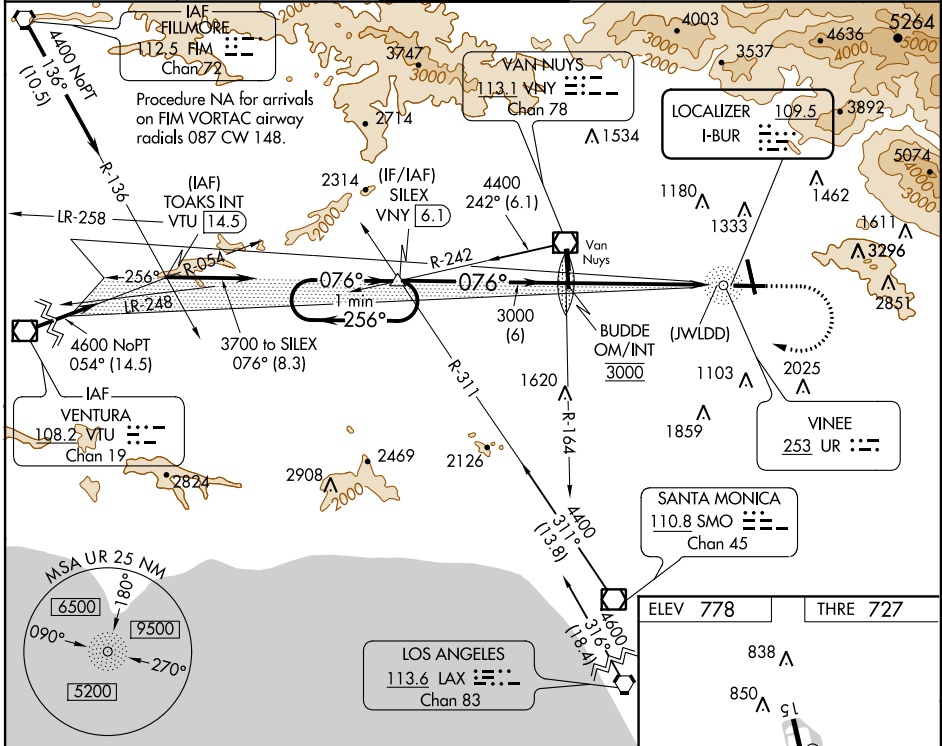 IAF
FILLMORE
112.5 FIM
Chan 72
4400 NoPT
136°
(10.5)
Procedure NA for arrivals
on FIM VORTAC airway
radials 087 CW 148.
3747
3000
2714
VAN NUYS
113.1 VNY
Chan 78
4003
2000
3000
3537
4636
4000
5264
5000
LOCALIZER 109.5
I-BUR
3892
1534
5074
R-136
(IAF)
TOAKS INT
VTU 14.5
2314
2000
(IF/IAF)
SILEX
VNY 6.1
4400
242° (6.1)
1180
1333
1462
1611
3296
2851
LR-258
R-054
R-242
Van
Nuys
256°
076°
076°
LR-248
1 min
256°
3000
(6)
BUDDE
OM/INT
3000
(JWLDD)
4600 NoPT
054° (14.5)
3700 to SILEX
076° (8.3)
R-311
1620
R-164
1103
2025
1859
IAF
VENTURA
108.2 VTU
Chan 19
VINEE
253 UR
2824
2908
2469
2000
2126
4400
311°
(13.8)
SANTA MONICA
110.8 SMO
Chan 45
MSA UR 25 NM
180°
6500
9500
090°
270°
5200
4600
316°
(18.4)
LOS ANGELES
113.6 LAX
Chan 83
ELEV 778
THRE 727
838
850
15